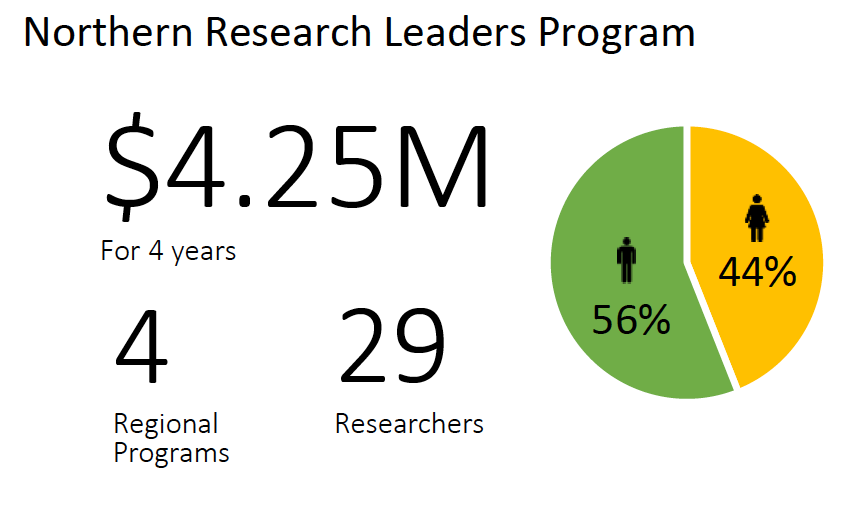 Northern Research Leaders Program
$4.25M
For 4 years
4
Regional
Programs
29
Researchers
56%
44%